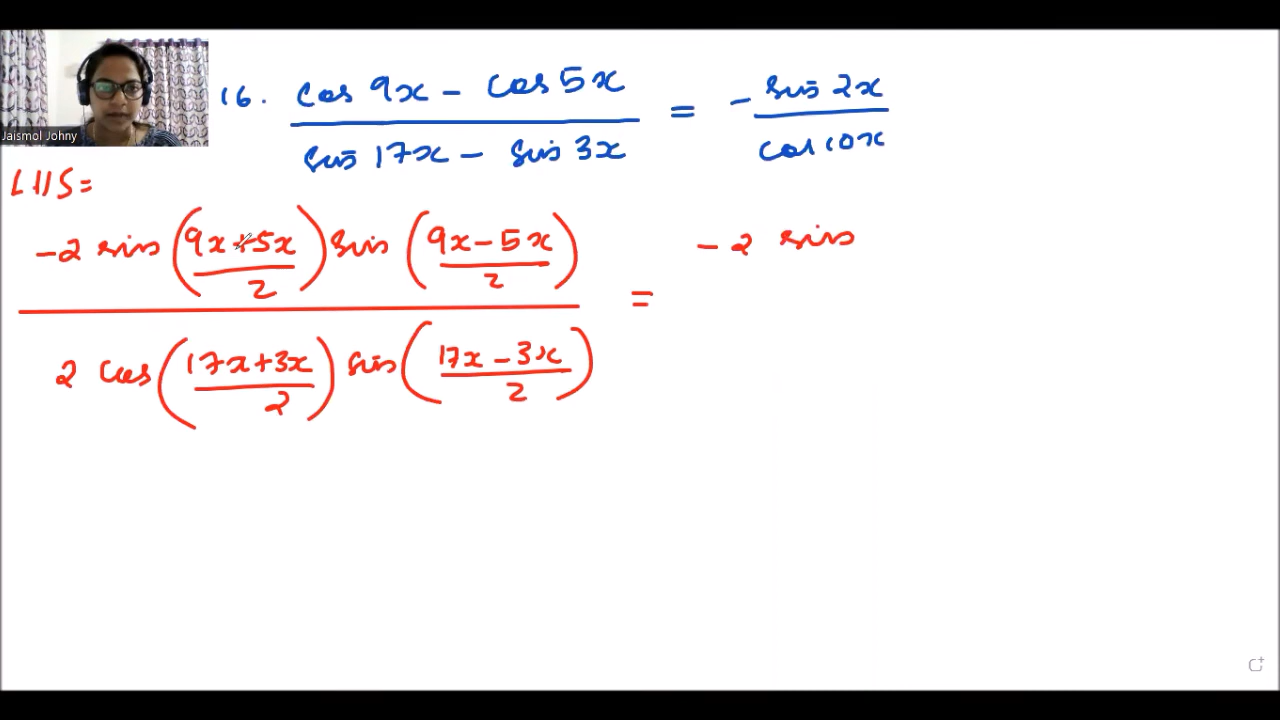 Jaismol Johny
16. cos 9x - cos 5x / sin 17x - sin 3x = - sin 2x / cos 10x
LHS =
-2 sin (9x+5x / 2) sin (9x - 5x / 2) / 2 cos (17x+3x / 2) sin (17x - 3x / 2) = -2 sin